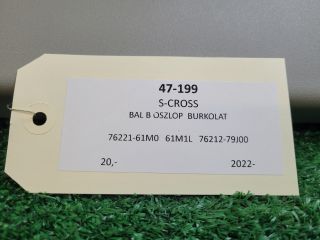 47-199
S-CROSS
BAL B OSZLOP BURKOLAT
76221-61M0 61M1L 76212-79J00
20,- 2022-